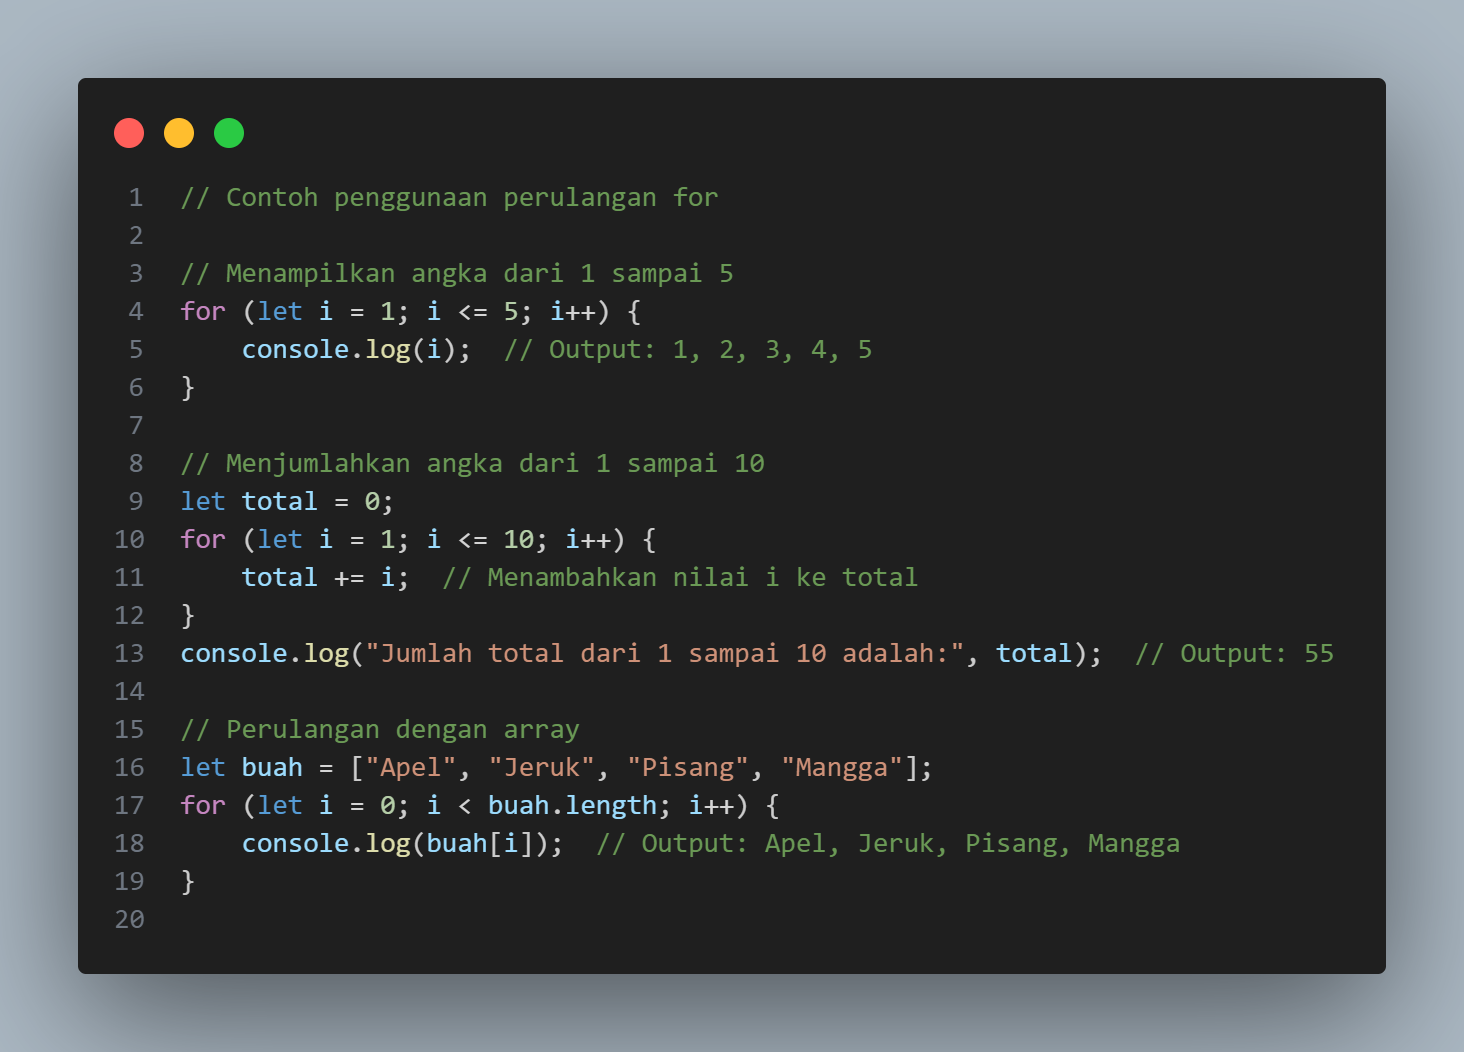 1 // Contoh penggunaan perulangan for
2
3 // Menampilkan angka dari 1 sampai 5
4 for (let i = 1; i <= 5; i++) {
5     console.log(i);  // Output: 1, 2, 3, 4, 5
6 }
7
8 // Menjumlahkan angka dari 1 sampai 10
9 let total = 0;
10 for (let i = 1; i <= 10; i++) {
11     total += i;  // Menambahkan nilai i ke total
12 }
13 console.log("Jumlah total dari 1 sampai 10 adalah:", total);  // Output: 55
14
15 // Perulangan dengan array
16 let buah = ["Apel", "Jeruk", "Pisang", "Mangga"];
17 for (let i = 0; i < buah.length; i++) {
18     console.log(buah[i]);  // Output: Apel, Jeruk, Pisang, Mangga
19 }
20